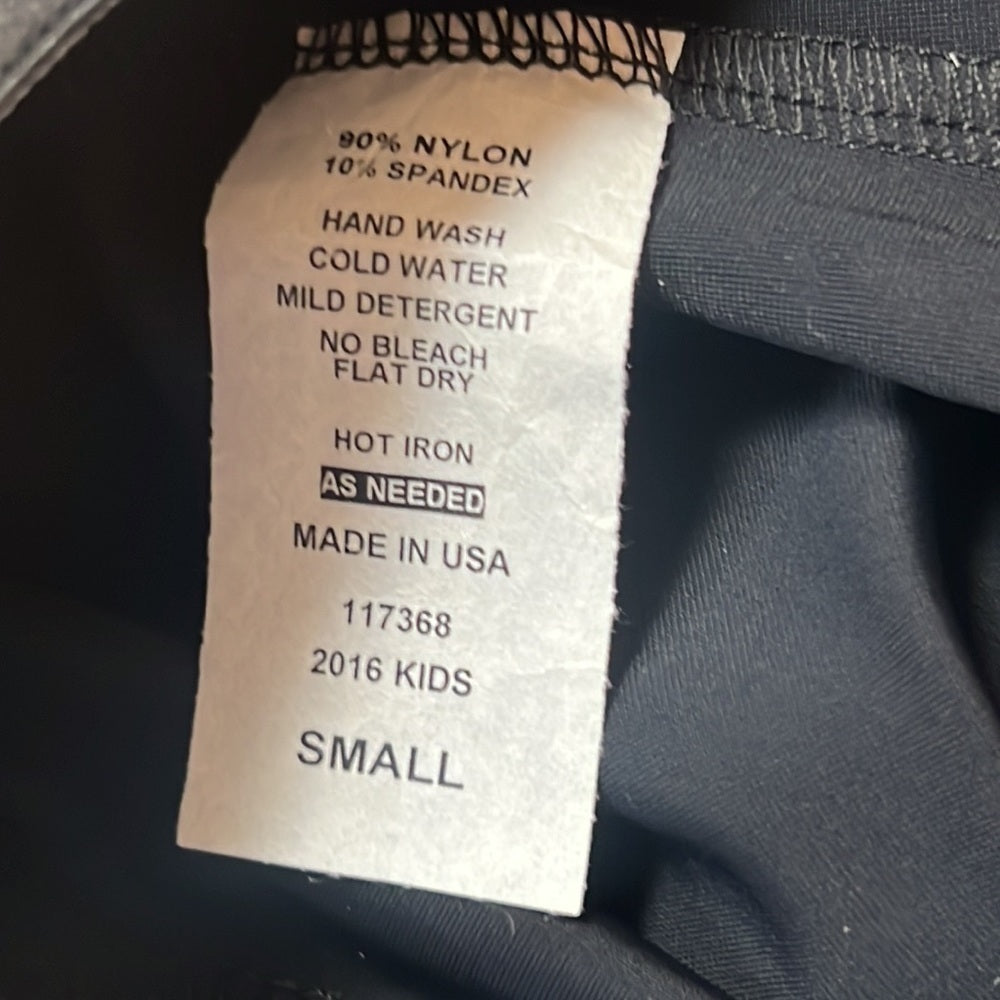 90% NYLON
10% SPANDEX
HAND WASH
COLD WATER
MILD DETERGENT
NO BLEACH
FLAT DRY
HOT IRON
AS NEEDED
MADE IN USA
117368
2016 KIDS
SMALL